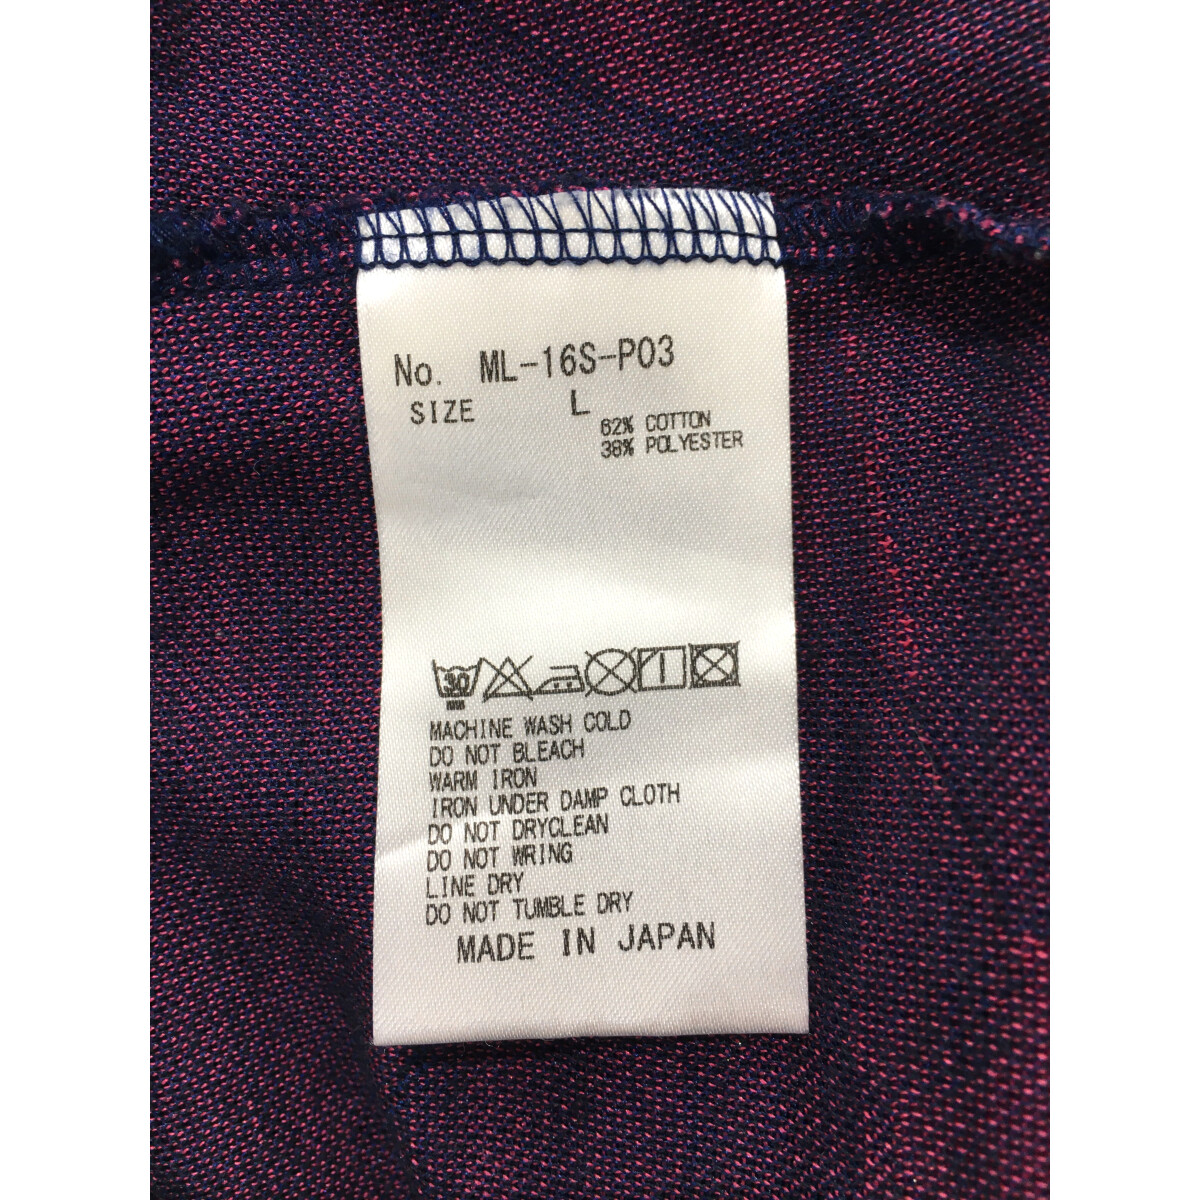 No. ML-16S-P03
SIZE L
62% COTTON
38% POLYESTER
30
MACHINE WASH COLD
DO NOT BLEACH
WARM IRON
IRON UNDER DAMP CLOTH
DO NOT DRYCLEAN
DO NOT WRING
LINE DRY
DO NOT TUMBLE DRY
MADE IN JAPAN